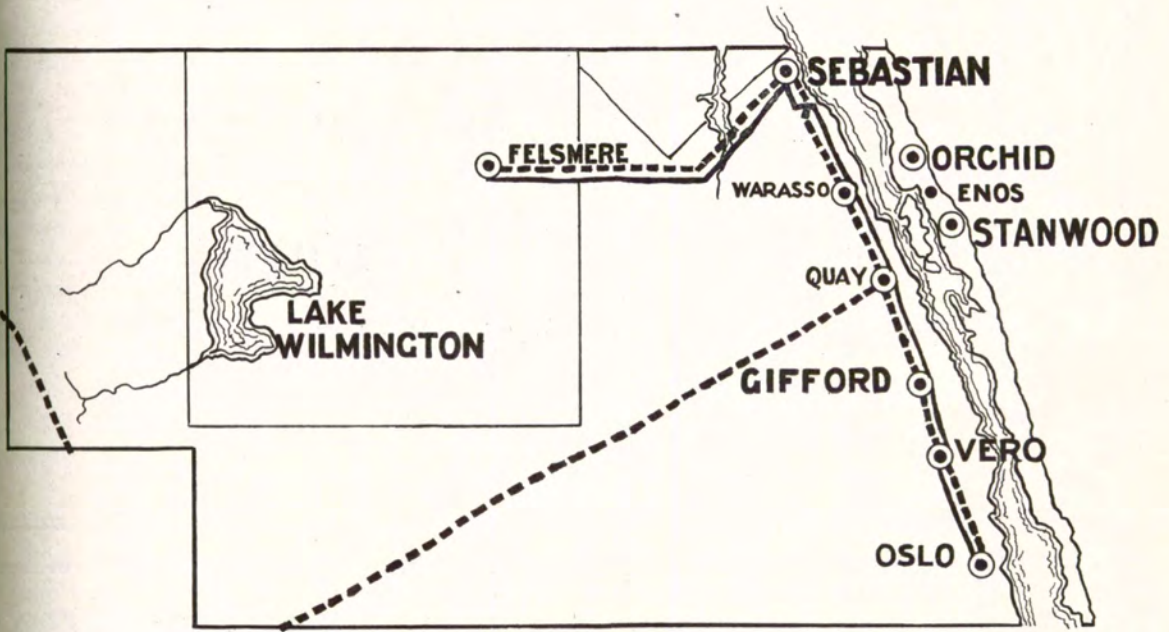 SEBASTIAN
FELSMERE
ORCHID
WARASSO
ENOS
STANWOOD
QUAY
LAKE
WILMINGTON
GIFFORD
VERO
OSLO